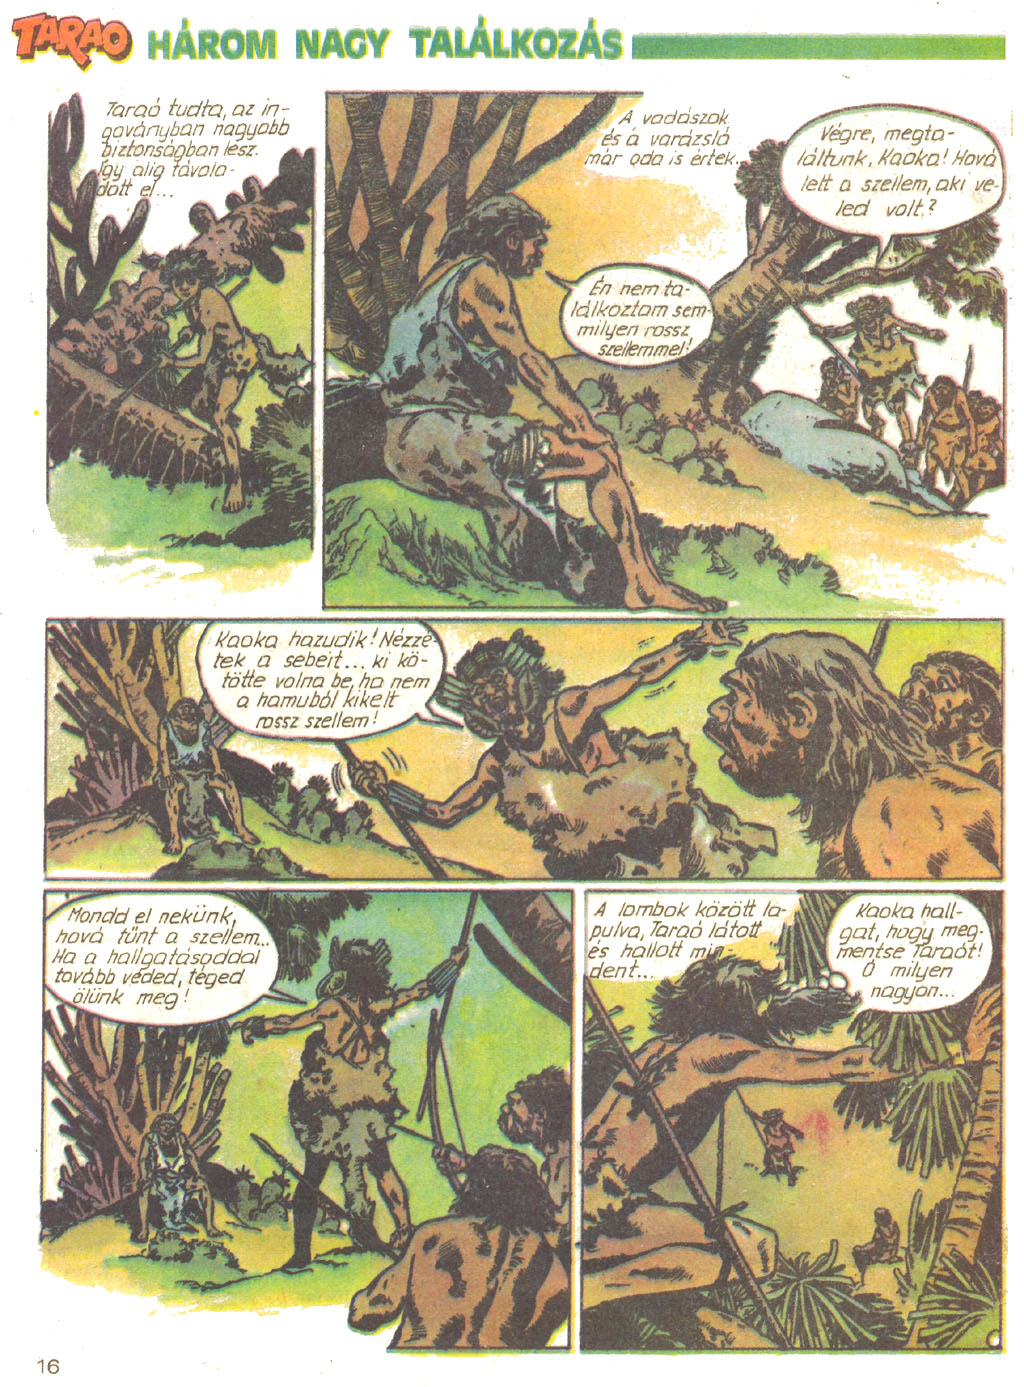 TARAO HÁROM NAGY TALÁLKOZÁS
Taraó tudta, az in-
goványban nagyobb
biztonságban lesz.
Így alig távolo-
dott el...
A vadászok
és a varázsló
már oda is értek.
Végre, megta-
láltunk, Kaoka! Hová
lett a szellem, aki ve-
led volt?
Én nem ta-
lálkoztam sem-
milyen rossz
szellemmel!
Kaoka hazudik! Nézzé-
tek a sebeit... ki kö-
tötte volna be, ha nem
a hamuból kikelt
rossz szellem!
Mondd el nekünk,
hová tűnt a szellem...
Ha a hallgatásoddal
tovább véded, téged
ölünk meg!
A lombok között la-
pulva, Taraó látott
és hallott min-
dent...
Kaoka hall-
gat, hogy meg-
mentse Taraót!
Ő milyen
nagyon...
16